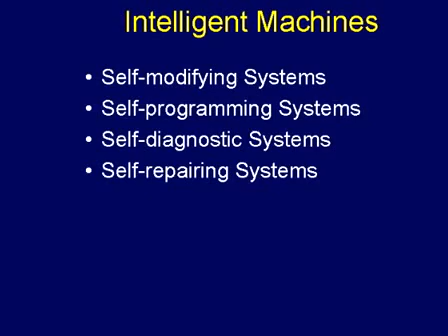 Intelligent Machines
• Self-modifying Systems
• Self-programming Systems
• Self-diagnostic Systems
• Self-repairing Systems